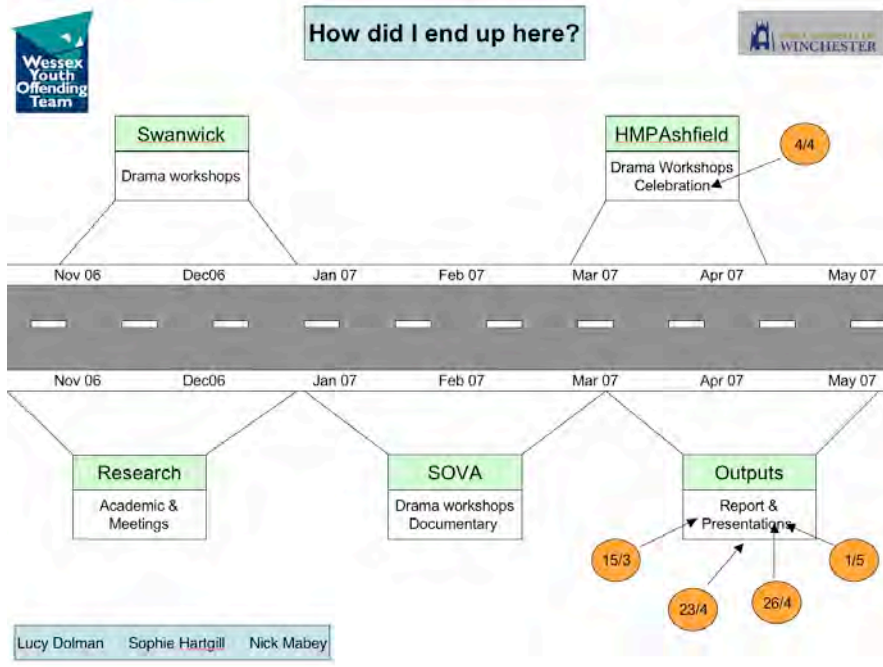 How did I end up here?
Wessex
Youth
Offending
Team
WINCHESTER
Swanwick
Drama workshops
HMPAshfield
Drama Workshops
Celebration
4/4
Nov 06 Dec06 Jan 07 Feb 07 Mar 07 Apr 07 May 07
Nov 06 Dec06 Jan 07 Feb 07 Mar 07 Apr 07 May 07
Research
Academic &
Meetings
SOVA
Drama workshops
Documentary
Outputs
Report &
Presentations
15/3
23/4
26/4
1/5
Lucy Dolman Sophie Hartgill Nick Mabey